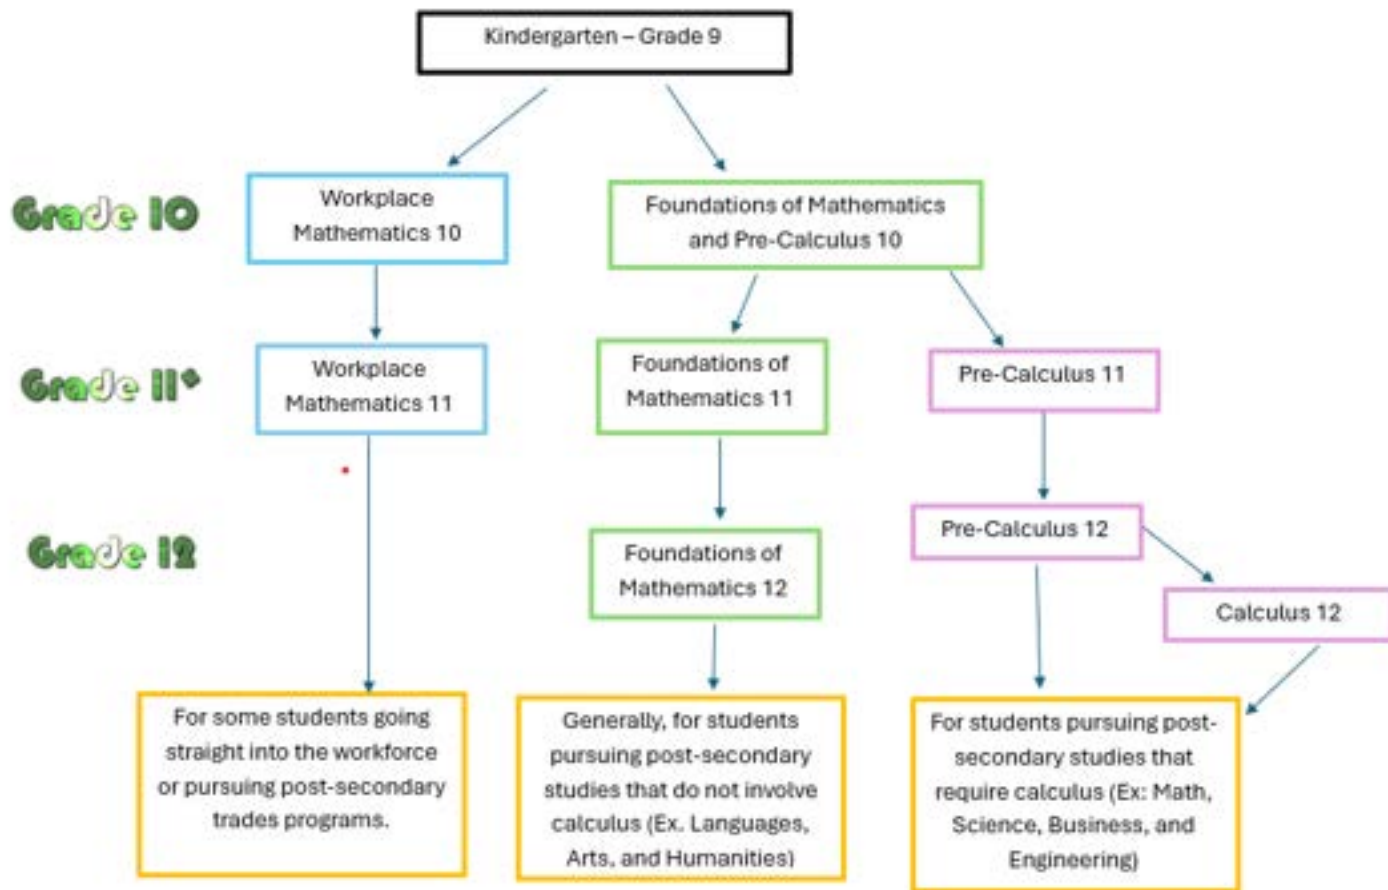 Kindergarten – Grade 9
Grade 10
Workplace
Mathematics 10
Foundations of Mathematics
and Pre-Calculus 10
Grade 11*
Workplace
Mathematics 11
Foundations of
Mathematics 11
Pre-Calculus 11
Grade 12
Foundations of
Mathematics 12
Pre-Calculus 12
Calculus 12
For some students going
straight into the workforce
or pursuing post-secondary
trades programs.
Generally, for students
pursuing post-secondary
studies that do not involve
calculus (Ex. Languages,
Arts, and Humanities)
For students pursuing post-
secondary studies that
require calculus (Ex: Math,
Science, Business, and
Engineering)